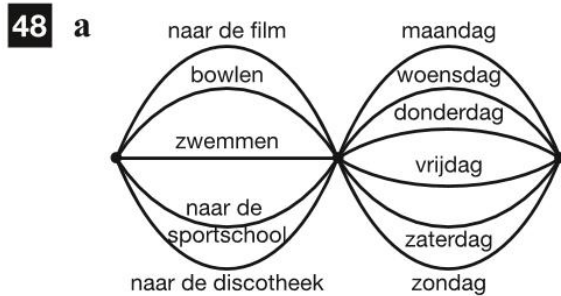 48 a
naar de film
bowlen
zwemmen
naar de
sportschool
naar de discotheek
maandag
woensdag
donderdag
vrijdag
zaterdag
zondag